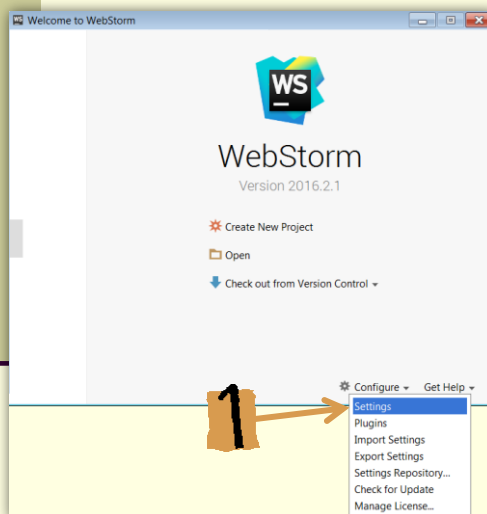 WS Welcome to WebStorm
WS
WebStorm
Version 2016.2.1
Create New Project
Open
Check out from Version Control
Configure Get Help
1
Settings
Plugins
Import Settings
Export Settings
Settings Repository...
Check for Update
Manage License...